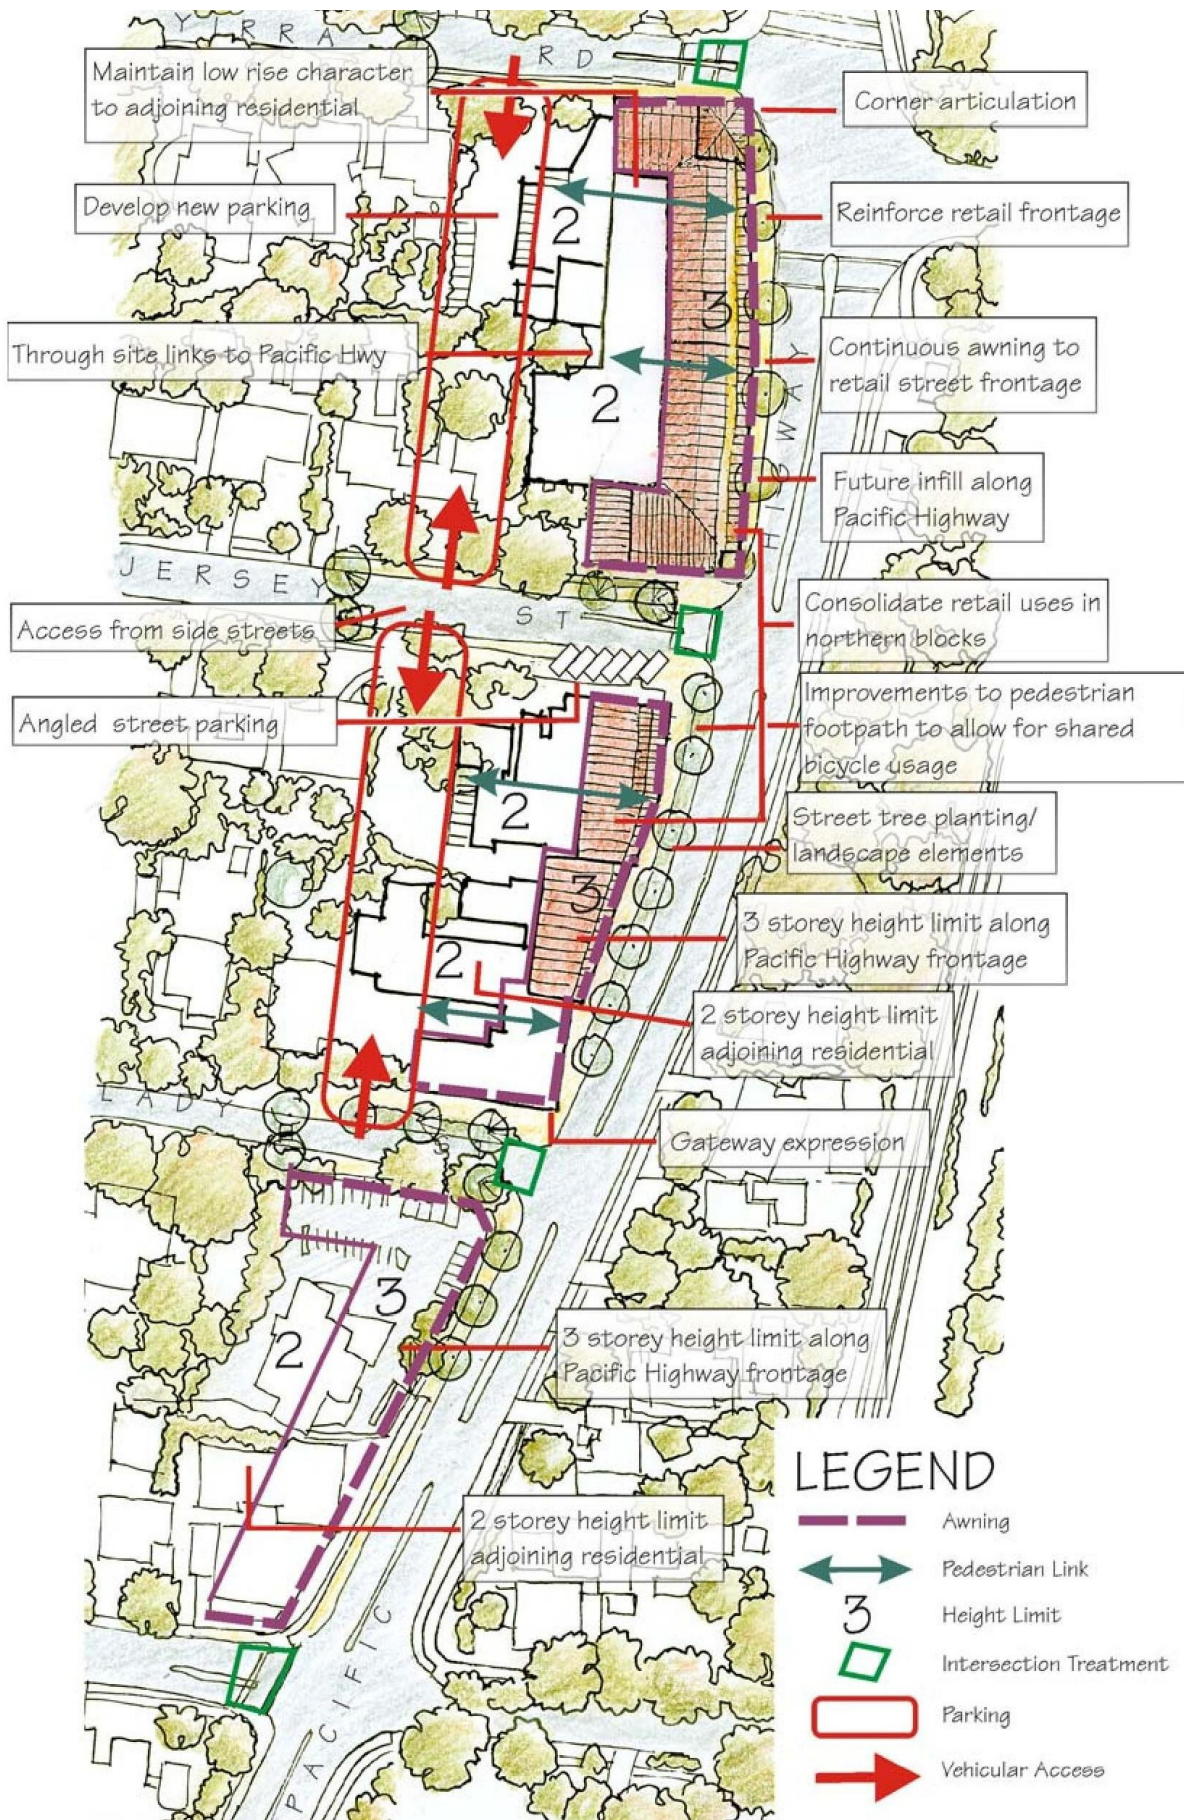 YIRRA RD
Maintain low rise character
to adjoining residential
Corner articulation
Develop new parking
Reinforce retail frontage
2
3
Through site links to Pacific Hwy
Continuous awning to
retail street frontage
2
HIGHWAY
Future infill along
Pacific Highway
JERSEY ST
Consolidate retail uses in
northern blocks
Access from side streets
Improvements to pedestrian
footpath to allow for shared
bicycle usage
Angled street parking
2
Street tree planting/
landscape elements
3
3 storey height limit along
Pacific Highway frontage
2
2 storey height limit
adjoining residential
LADY
Gateway expression
3
2
3 storey height limit along
Pacific Highway frontage
2 storey height limit
adjoining residential
PACIFIC
LEGEND
Awning
Pedestrian Link
3 Height Limit
Intersection Treatment
Parking
Vehicular Access